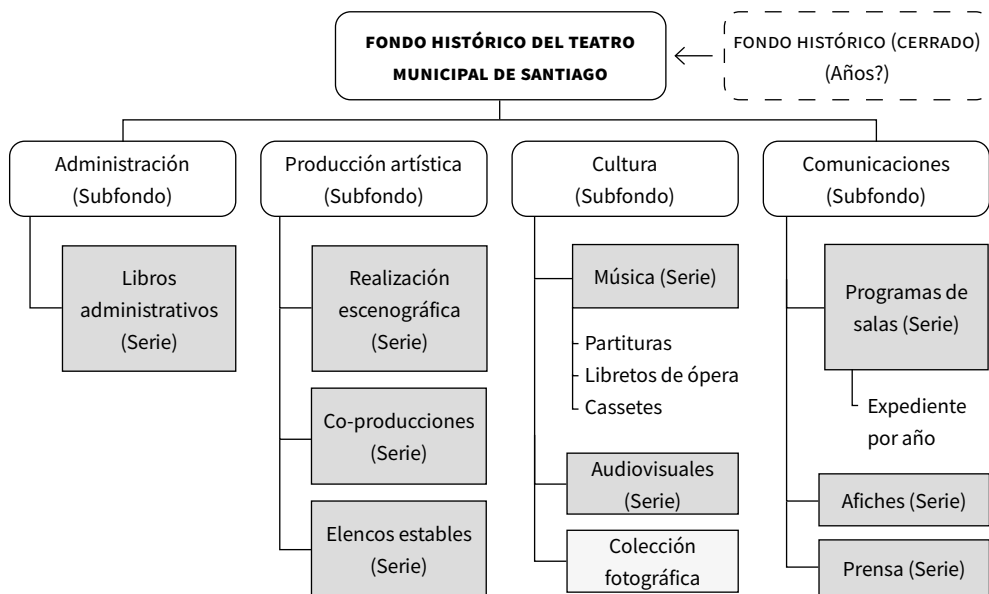 FONDO HISTÓRICO DEL TEATRO
MUNICIPAL DE SANTIAGO
FONDO HISTÓRICO (CERRADO)
(Años?)
Administración
(Subfondo)
Libros
administrativos
(Serie)
Producción artística
(Subfondo)
Realización
escenográfica
(Serie)
Co-producciones
(Serie)
Elencos estables
(Serie)
Cultura
(Subfondo)
Música (Serie)
- Partituras
- Libretos de ópera
- Cassetes
Audiovisuales
(Serie)
Colección
fotográfica
Comunicaciones
(Subfondo)
Programas de
salas (Serie)
Expediente
por año
Afiches (Serie)
Prensa (Serie)